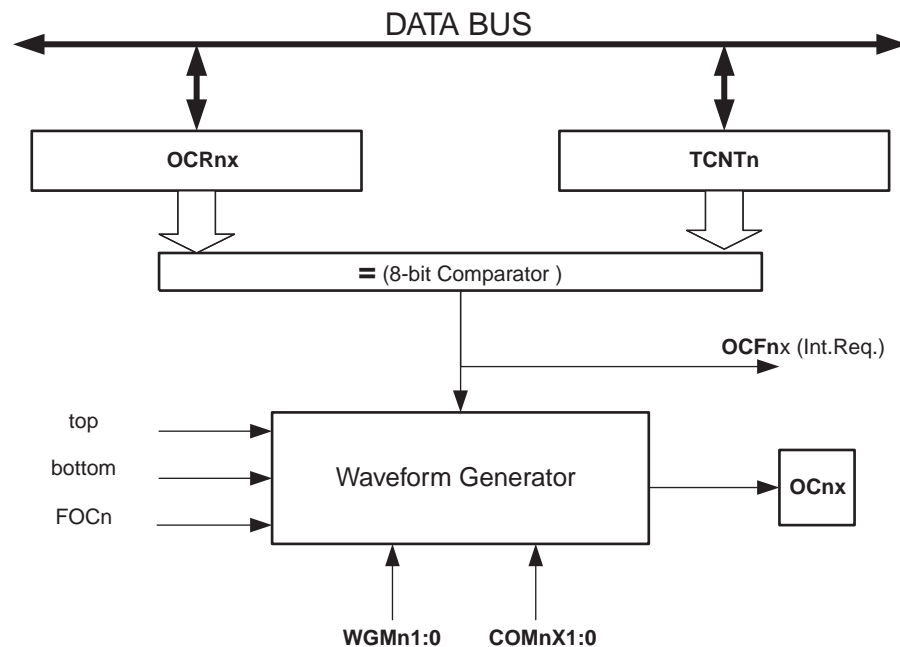 DATA BUS
OCRnx
TCNTn
= (8-bit Comparator )
OCFnx (Int.Req.)
top
bottom
FOCn
Waveform Generator
OCnx
WGMn1:0
COMnX1:0